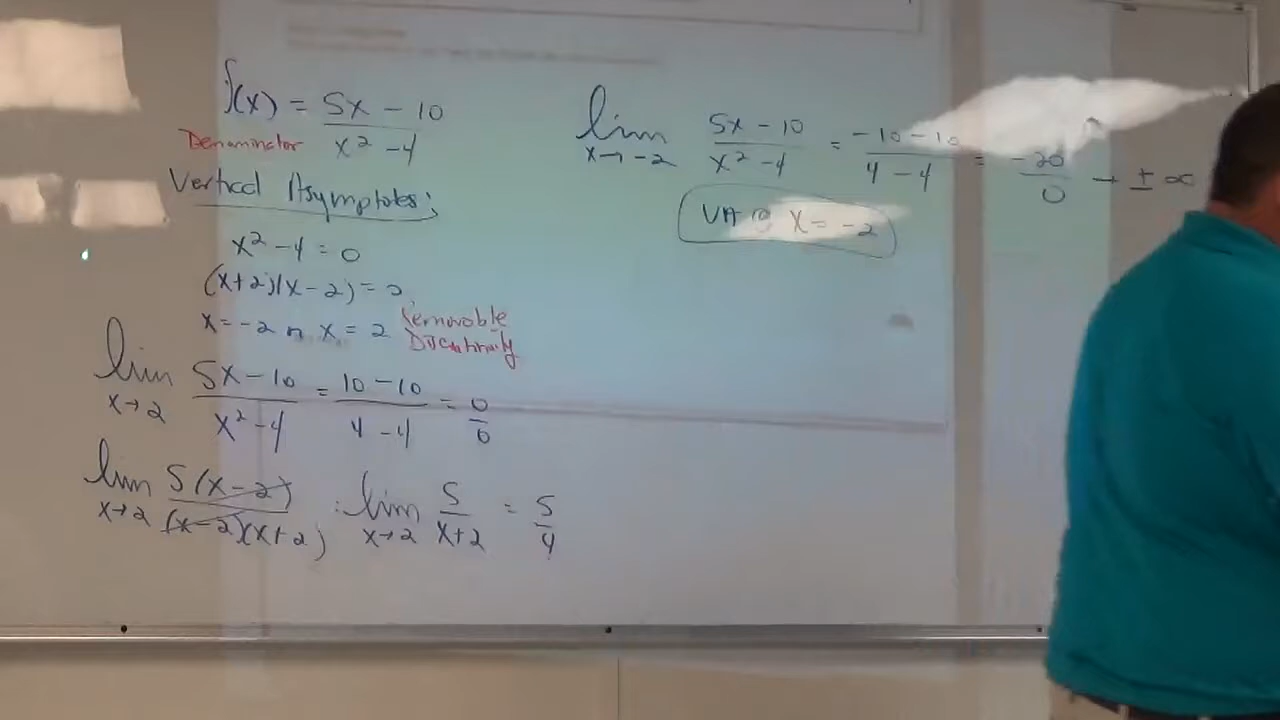 f(x) = 5x - 10 / x² - 4
Denominator
Vertical Asymptotes:
x² - 4 = 0
(x+2)(x-2) = 0
x = -2 or x = 2
Removable
Discontinuity
lim x→2 5x - 10 / x² - 4 = 10 - 10 / 4 - 4 = 0/0
lim x→2 5(x-2) / (x-2)(x+2) : lim x→2 5 / x+2 = 5/4
lim x→-2 5x - 10 / x² - 4 = -10 - 10 / 4 - 4 = -20/0 → ± ∞
VA @ x = -2